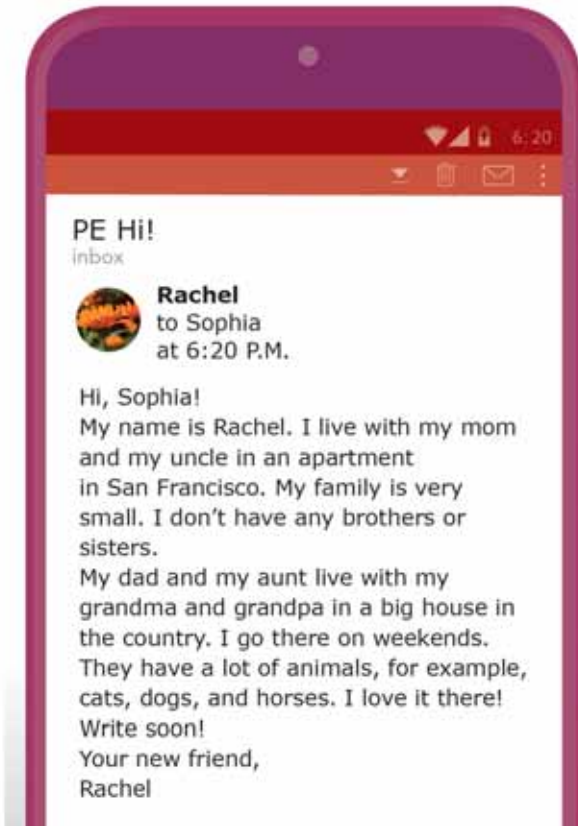 6:20
PE Hi!
inbox
Rachel
to Sophia
at 6:20 P.M.
Hi, Sophia!
My name is Rachel. I live with my mom
and my uncle in an apartment
in San Francisco. My family is very
small. I don’t have any brothers or
sisters.
My dad and my aunt live with my
grandma and grandpa in a big house in
the country. I go there on weekends.
They have a lot of animals, for example,
cats, dogs, and horses. I love it there!
Write soon!
Your new friend,
Rachel